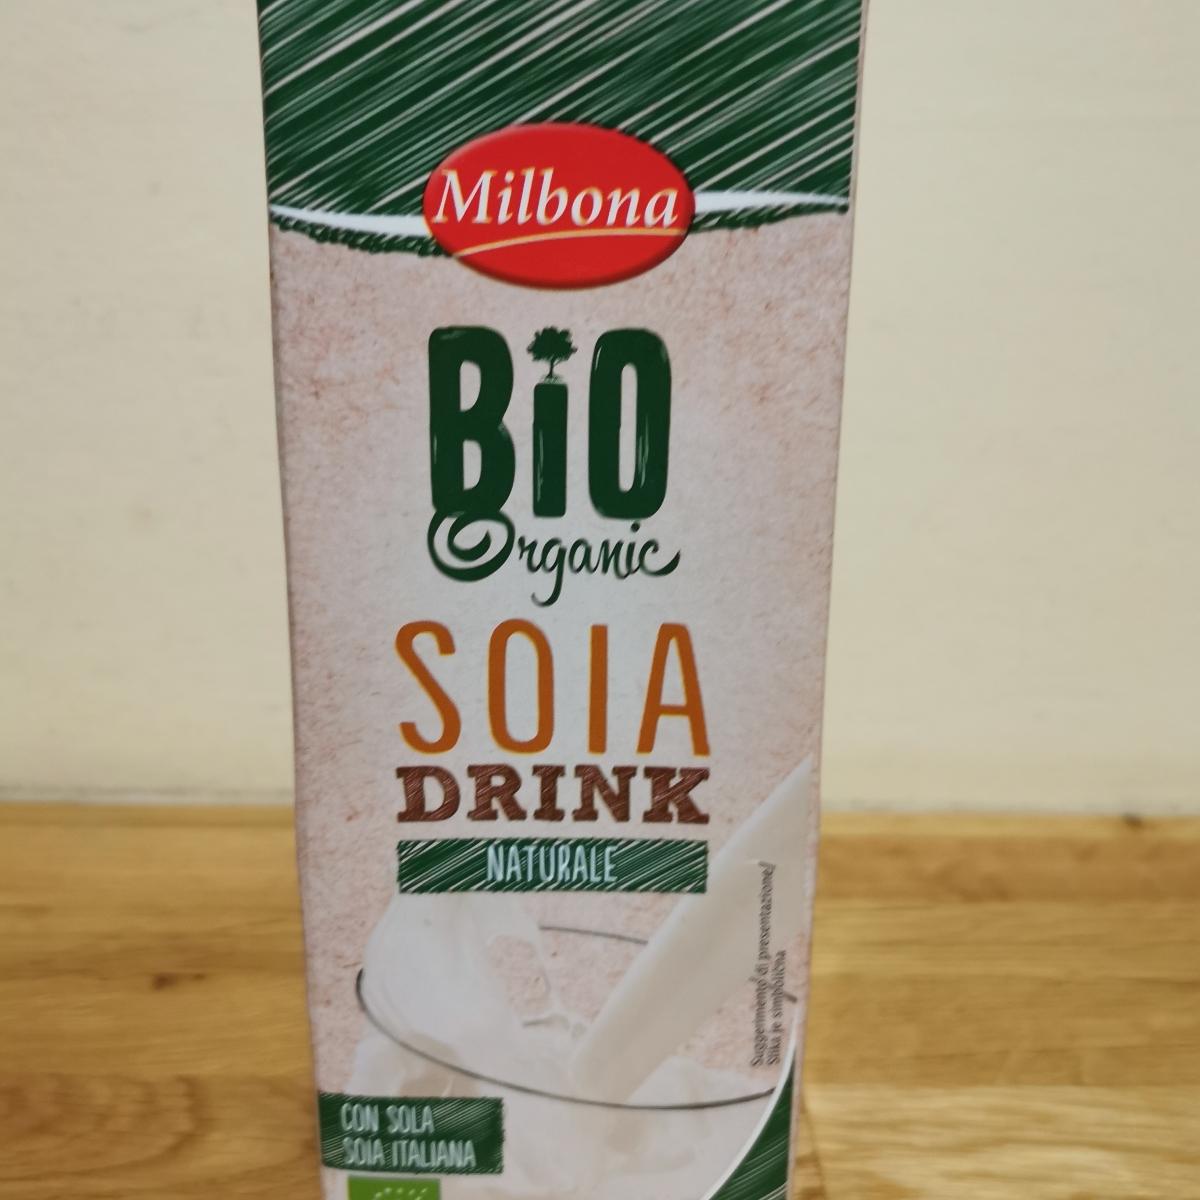 Milbona
BiO
Organic
SOIA
DRINK
NATURALE
Suggerimento di presentazione/
Slika je simbolična
CON SOLA
SOIA ITALIANA